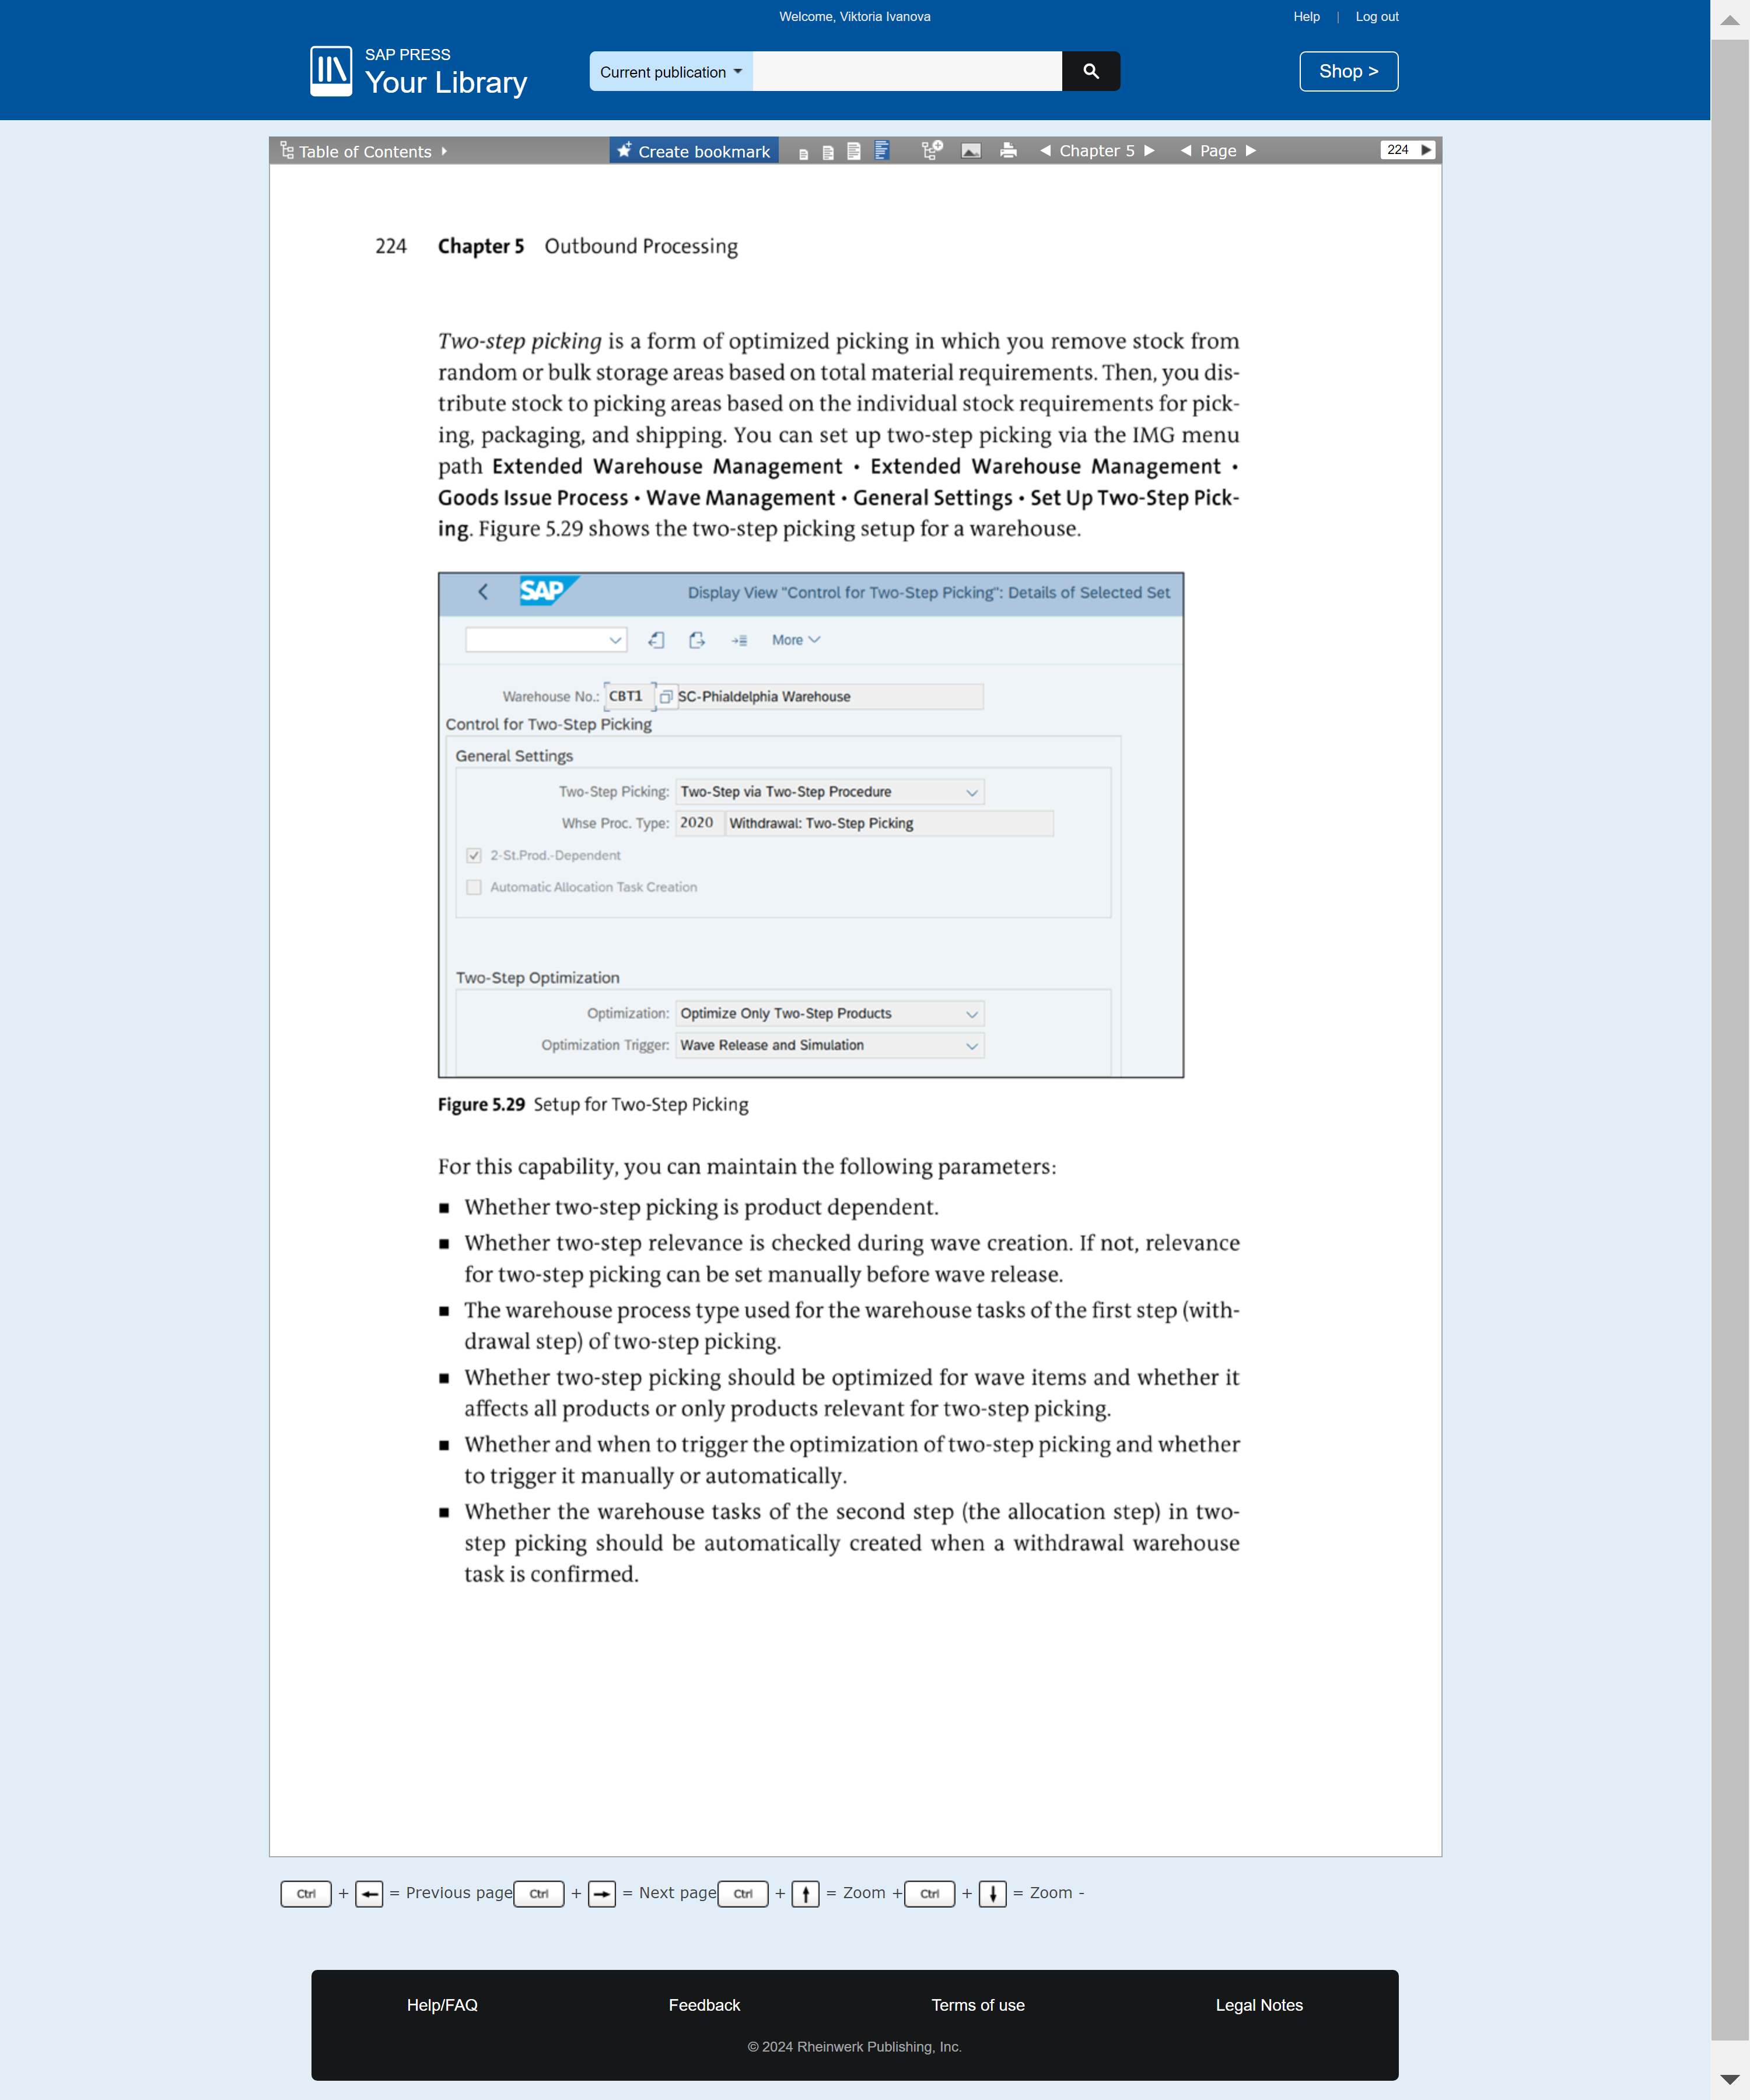 Welcome, Viktoria Ivanova
Help | Log out
SAP PRESS
Your Library
Current publication
Shop >
Table of Contents
Create bookmark
Chapter 5
Page
224
224 Chapter 5 Outbound Processing
Two-step picking is a form of optimized picking in which you remove stock from
random or bulk storage areas based on total material requirements. Then, you dis-
tribute stock to picking areas based on the individual stock requirements for pick-
ing, packaging, and shipping. You can set up two-step picking via the IMG menu
path Extended Warehouse Management • Extended Warehouse Management •
Goods Issue Process • Wave Management • General Settings • Set Up Two-Step Pick-
ing. Figure 5.29 shows the two-step picking setup for a warehouse.
SAP
Display View "Control for Two-Step Picking": Details of Selected Set
More
Warehouse No.: CBT1 SC-Phialdelphia Warehouse
Control for Two-Step Picking
General Settings
Two-Step Picking: Two-Step via Two-Step Procedure
Whse Proc. Type: 2020 Withdrawal: Two-Step Picking
2-St.Prod.-Dependent
Automatic Allocation Task Creation
Two-Step Optimization
Optimization: Optimize Only Two-Step Products
Optimization Trigger: Wave Release and Simulation
Figure 5.29 Setup for Two-Step Picking
For this capability, you can maintain the following parameters:
■ Whether two-step picking is product dependent.
■ Whether two-step relevance is checked during wave creation. If not, relevance
for two-step picking can be set manually before wave release.
■ The warehouse process type used for the warehouse tasks of the first step (with-
drawal step) of two-step picking.
■ Whether two-step picking should be optimized for wave items and whether it
affects all products or only products relevant for two-step picking.
■ Whether and when to trigger the optimization of two-step picking and whether
to trigger it manually or automatically.
■ Whether the warehouse tasks of the second step (the allocation step) in two-
step picking should be automatically created when a withdrawal warehouse
task is confirmed.
Ctrl + ← = Previous page Ctrl + → = Next page Ctrl + ↑ = Zoom + Ctrl + ↓ = Zoom -
Help/FAQ Feedback Terms of use Legal Notes
© 2024 Rheinwerk Publishing, Inc.